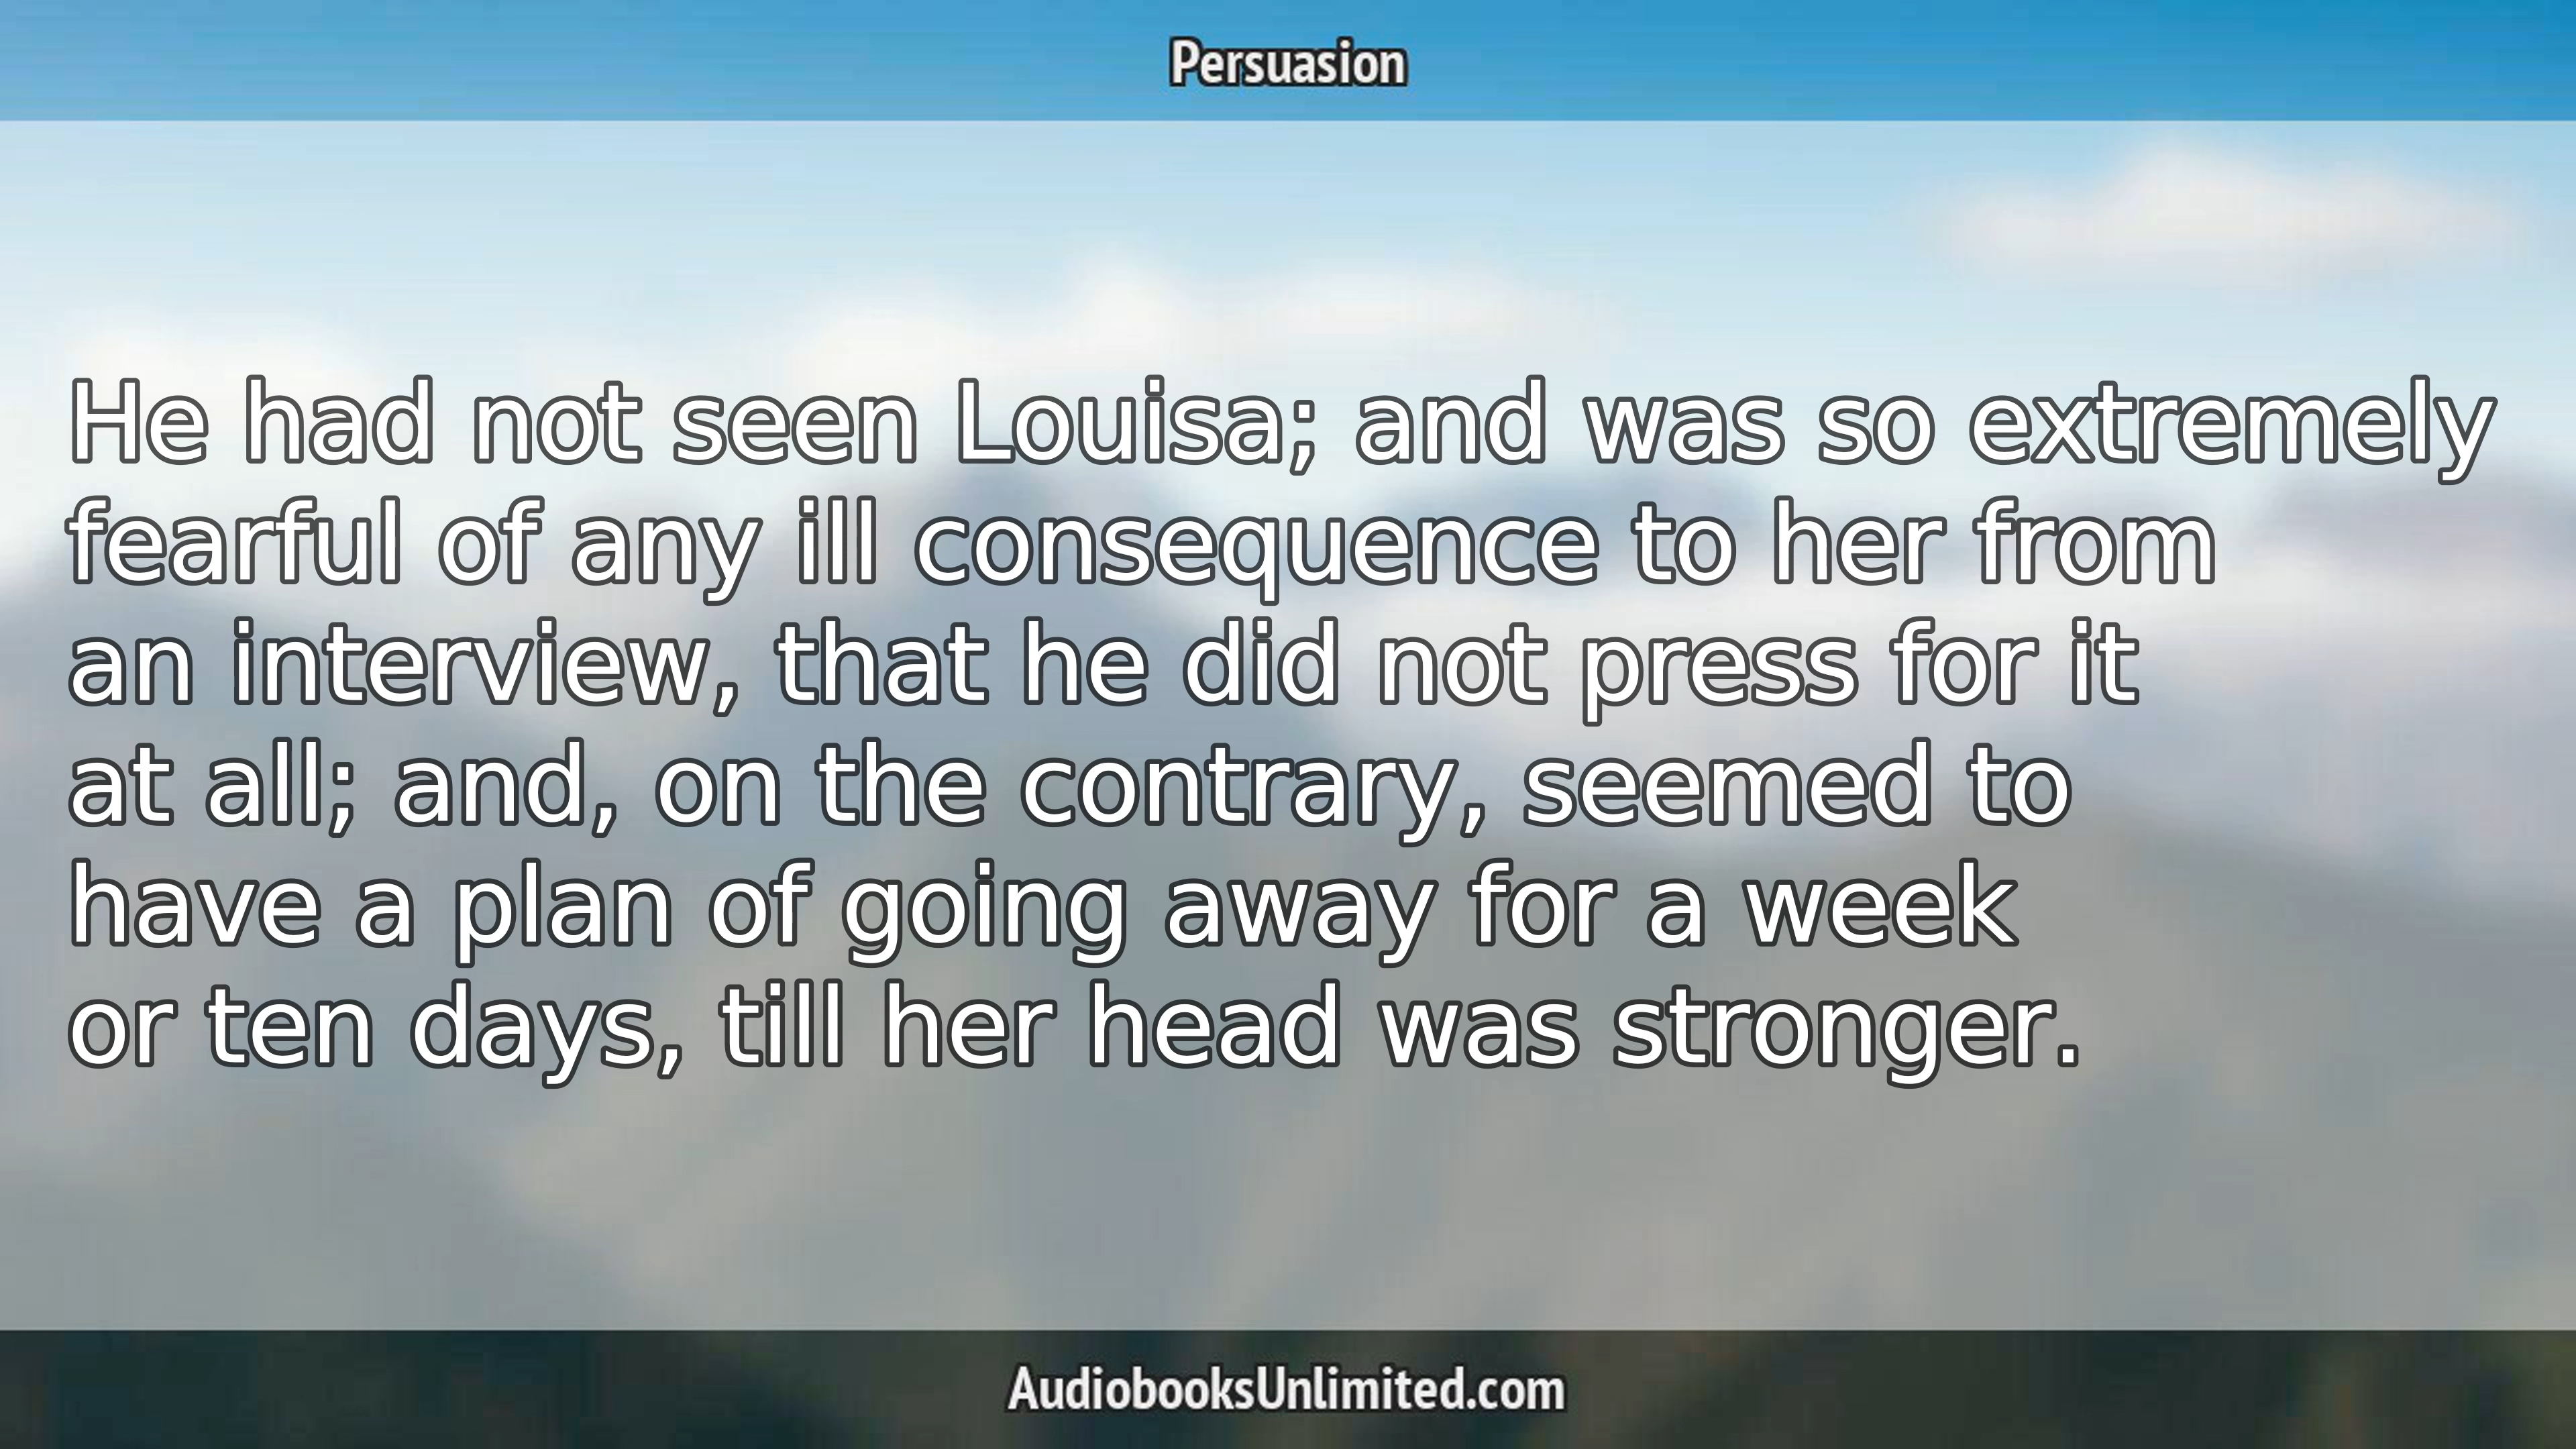 Persuasion
He had not seen Louisa; and was so extremely
fearful of any ill consequence to her from
an interview, that he did not press for it
at all; and, on the contrary, seemed to
have a plan of going away for a week
or ten days, till her head was stronger.
AudiobooksUnlimited.com